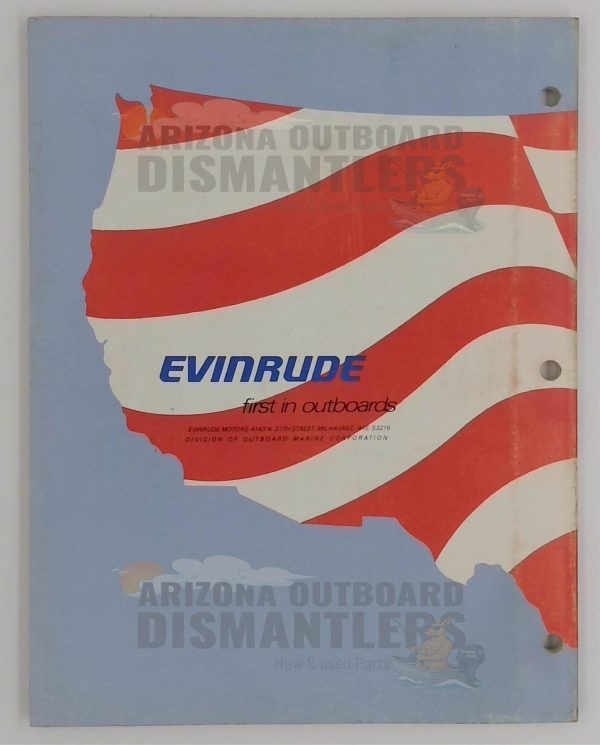 ARIZONA OUTBOARD
DISMANTLERS
EVINRUDE
first in outboards
EVINRUDE MOTORS, 4143 N. 27TH STREET, MILWAUKEE, WIS. 53216
DIVISION OF OUTBOARD MARINE CORPORATION
ARIZONA OUTBOARD
DISMANTLERS
New & used Parts